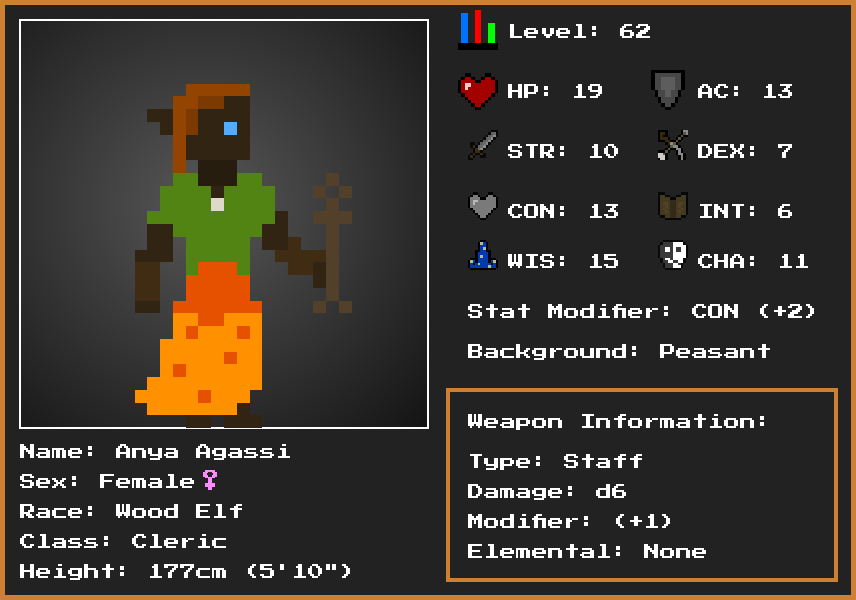 Level: 62
HP: 19
AC: 13
STR: 10
DEX: 7
CON: 13
INT: 6
WIS: 15
CHA: 11
Stat Modifier: CON (+2)
Background: Peasant
Weapon Information:
Type: Staff
Damage: d6
Modifier: (+1)
Elemental: None
Name: Anya Agassi
Sex: Female♀
Race: Wood Elf
Class: Cleric
Height: 177cm (5'10")